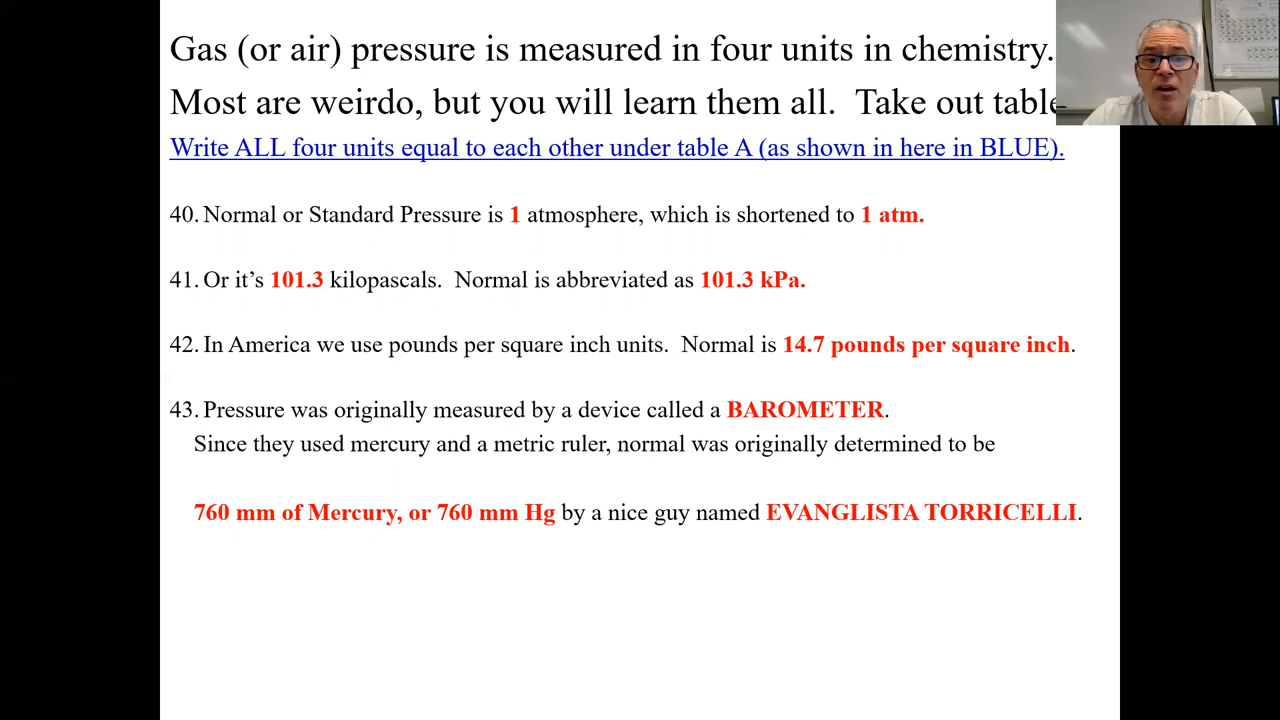 Gas (or air) pressure is measured in four units in chemistry.
Most are weirdo, but you will learn them all. Take out table
Write ALL four units equal to each other under table A (as shown in here in BLUE).
40. Normal or Standard Pressure is 1 atmosphere, which is shortened to 1 atm.
41. Or it’s 101.3 kilopascals. Normal is abbreviated as 101.3 kPa.
42. In America we use pounds per square inch units. Normal is 14.7 pounds per square inch.
43. Pressure was originally measured by a device called a BAROMETER.
Since they used mercury and a metric ruler, normal was originally determined to be
760 mm of Mercury, or 760 mm Hg by a nice guy named EVANGLISTA TORRICELLI.